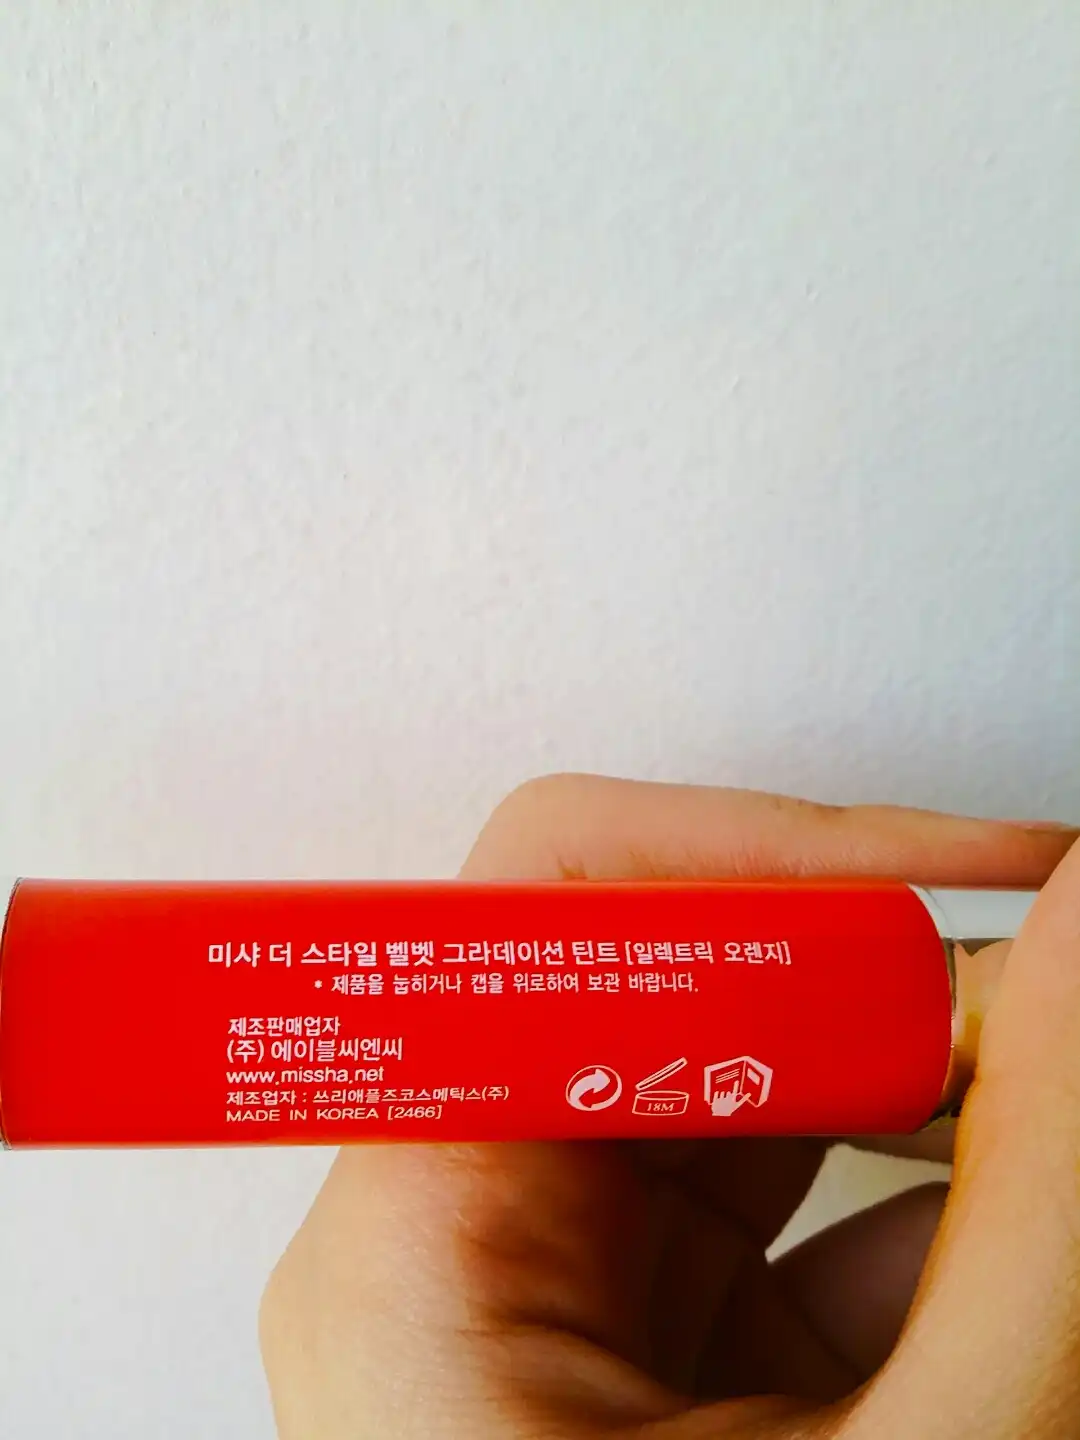 미샤 더 스타일 벨벳 그라데이션 틴트 [일렉트릭 오렌지]
* 제품을 눕히거나 캡을 위로하여 보관 바랍니다.
제조판매업자
(주) 에이블씨엔씨
www.missha.net
제조업자 : 쓰리애플즈코스메틱스(주)
MADE IN KOREA [2466]
18M